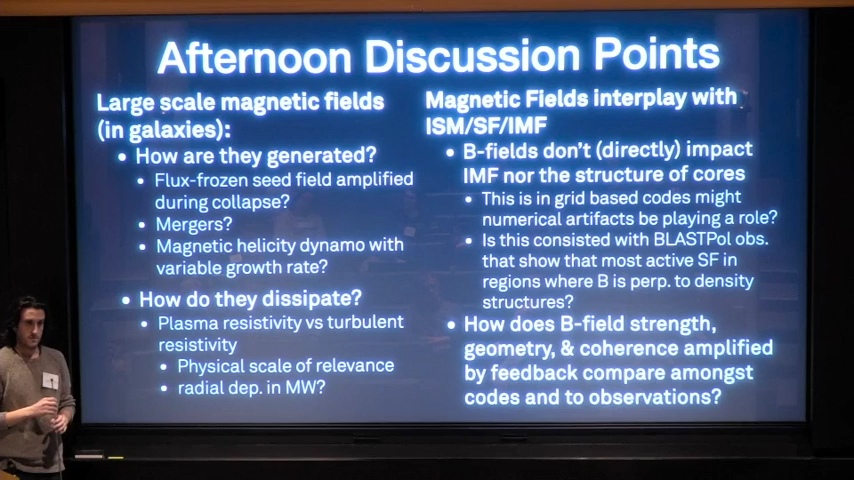 Afternoon Discussion Points
Large scale magnetic fields
(in galaxies):
• How are they generated?
• Flux-frozen seed field amplified
during collapse?
• Mergers?
• Magnetic helicity dynamo with
variable growth rate?
• How do they dissipate?
• Plasma resistivity vs turbulent
resistivity
• Physical scale of relevance
• radial dep. in MW?
Magnetic Fields interplay with
ISM/SF/IMF
• B-fields don't (directly) impact
IMF nor the structure of cores
• This is in grid based codes might
numerical artifacts be playing a role?
• Is this consisted with BLASTPol obs.
that show that most active SF in
regions where B is perp. to density
structures?
• How does B-field strength,
geometry, & coherence amplified
by feedback compare amongst
codes and to observations?